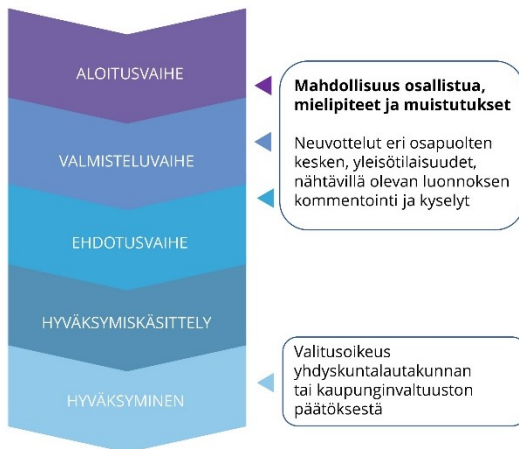 ALOITUSVAIHE
VALMISTELUVAIHE
EHDOTUSVAIHE
HYVÄKSYMISKÄSITTELY
HYVÄKSYMINEN
Mahdollisuus osallistua,
mielipiteet ja muistutukset
Neuvottelut eri osapuolten
kesken, yleisötilaisuudet,
nähtävillä olevan luonnoksen
kommentointi ja kyselyt
Valitusoikeus
yhdyskuntalautakunnan
tai kaupunginvaltuuston
päätöksestä